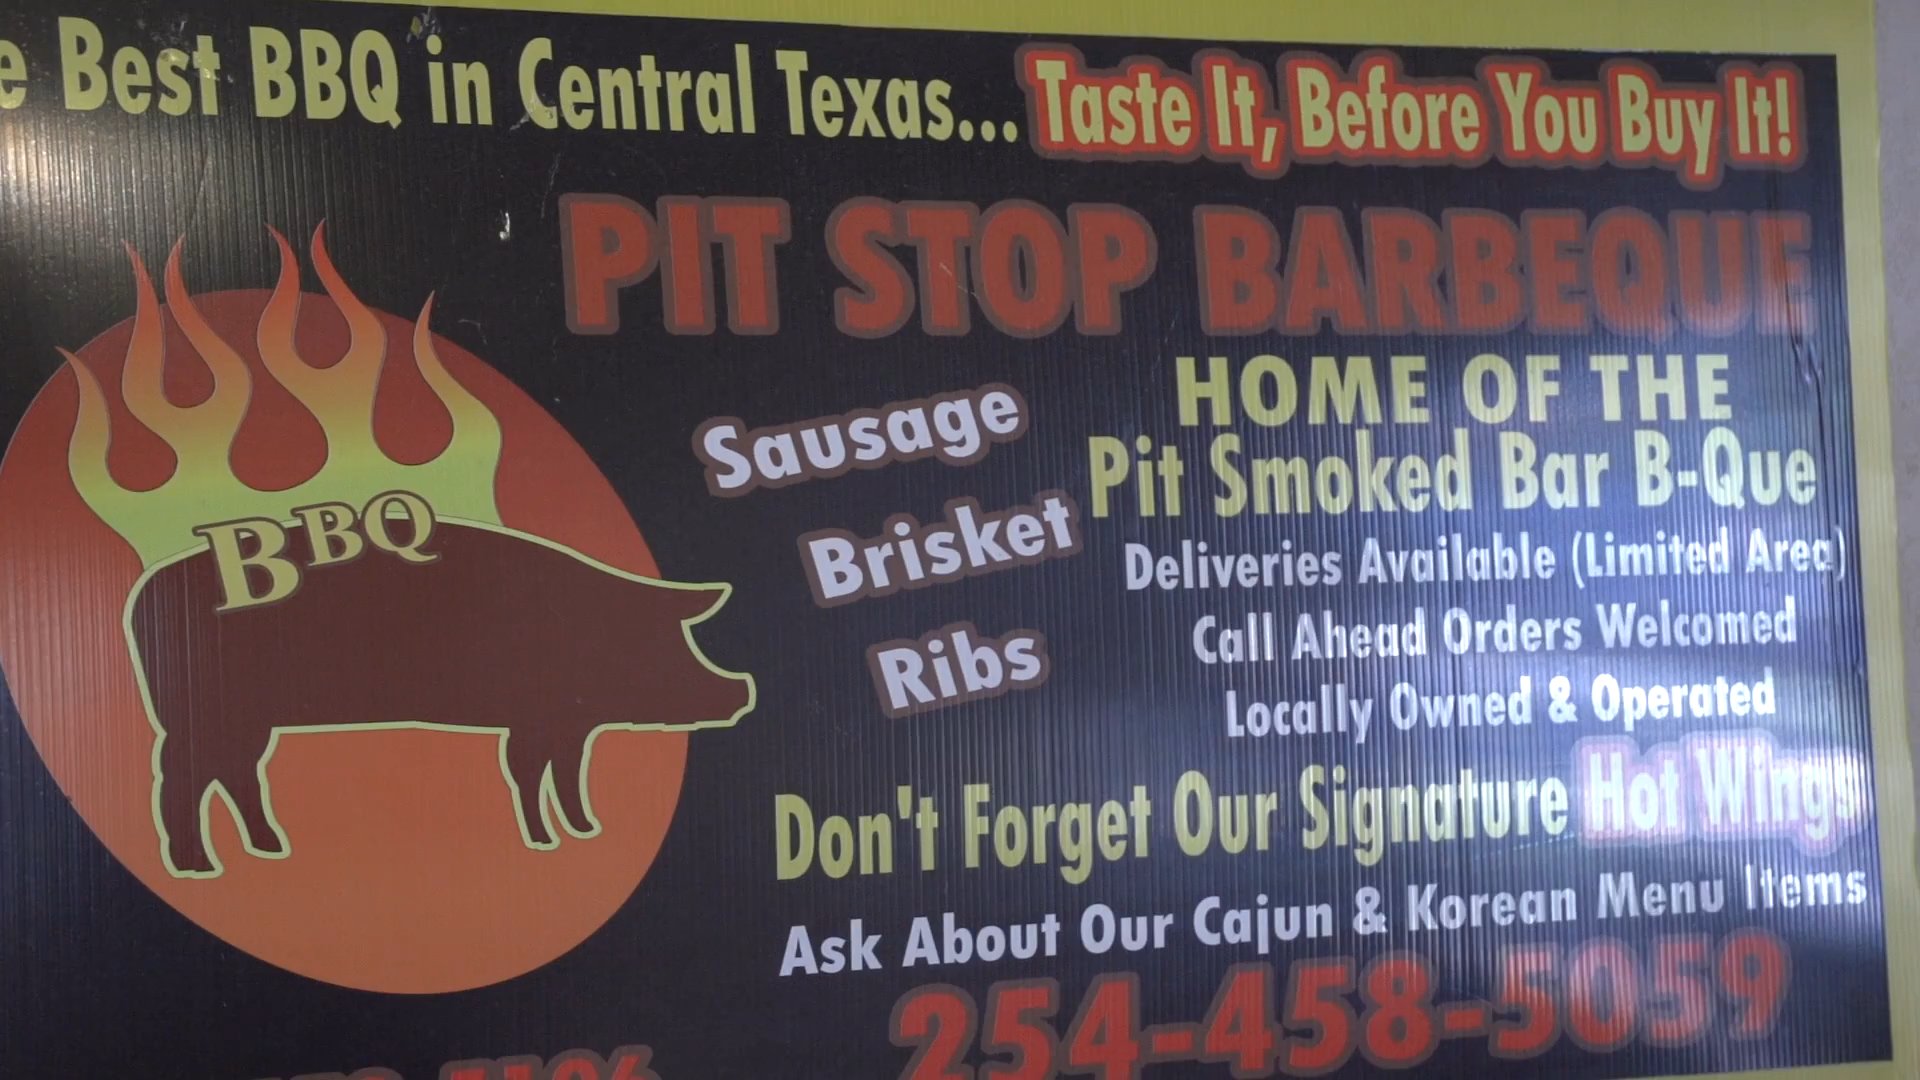 Best BBQ in Central Texas... Taste It, Before You Buy It!
PIT STOP BARBEQUE
BBQ
Sausage
Brisket
Ribs
HOME OF THE
Pit Smoked Bar B-Que
Deliveries Available (Limited Area)
Call Ahead Orders Welcomed
Locally Owned & Operated
Don't Forget Our Signature Hot Wings
Ask About Our Cajun & Korean Menu Items
254-458-5059